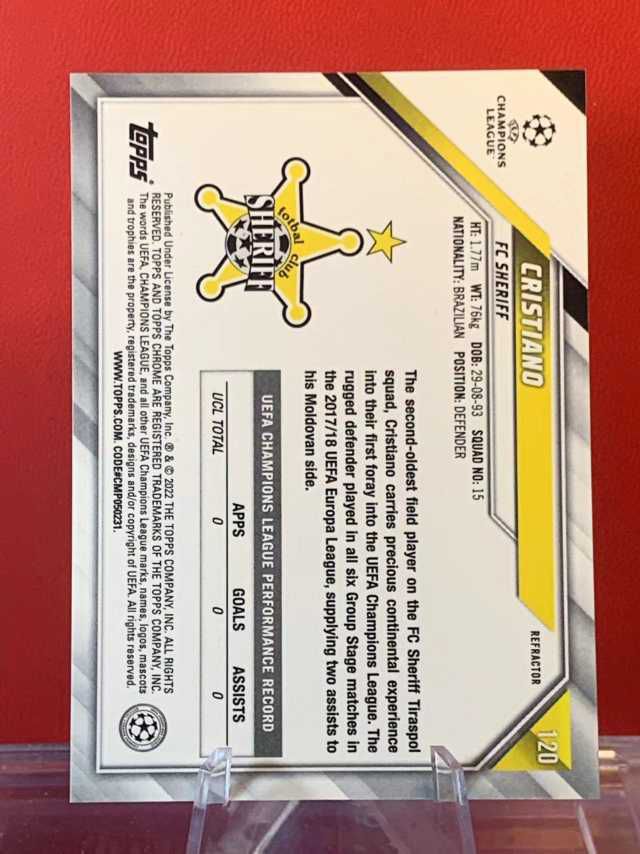 CHAMPIONS
LEAGUE
CRISTIANO
FC SHERIFF
HT: 1.77m WT: 76kg DOB: 29-08-93 SQUAD NO: 15
NATIONALITY: BRAZILIAN POSITION: DEFENDER
REFRACTOR
120
fotbal club
SHERIFF
The second-oldest field player on the FC Sheriff Tiraspol
squad, Cristiano carries precious continental experience
into their first foray into the UEFA Champions League. The
rugged defender played in all six Group Stage matches in
the 2017/18 UEFA Europa League, supplying two assists to
his Moldovan side.
UEFA CHAMPIONS LEAGUE PERFORMANCE RECORD
APPS GOALS ASSISTS
UCL TOTAL 0 0 0
topps®
Published Under License by The Topps Company, Inc. ® & © 2022 THE TOPPS COMPANY, INC. ALL RIGHTS
RESERVED. TOPPS AND TOPPS CHROME ARE REGISTERED TRADEMARKS OF THE TOPPS COMPANY, INC.
The words UEFA, CHAMPIONS LEAGUE, and all other UEFA Champions League marks, names, logos, mascots
and trophies are the property, registered trademarks, designs and/or copyright of UEFA. All rights reserved.
WWW.TOPPS.COM. CODE#CMP050231.